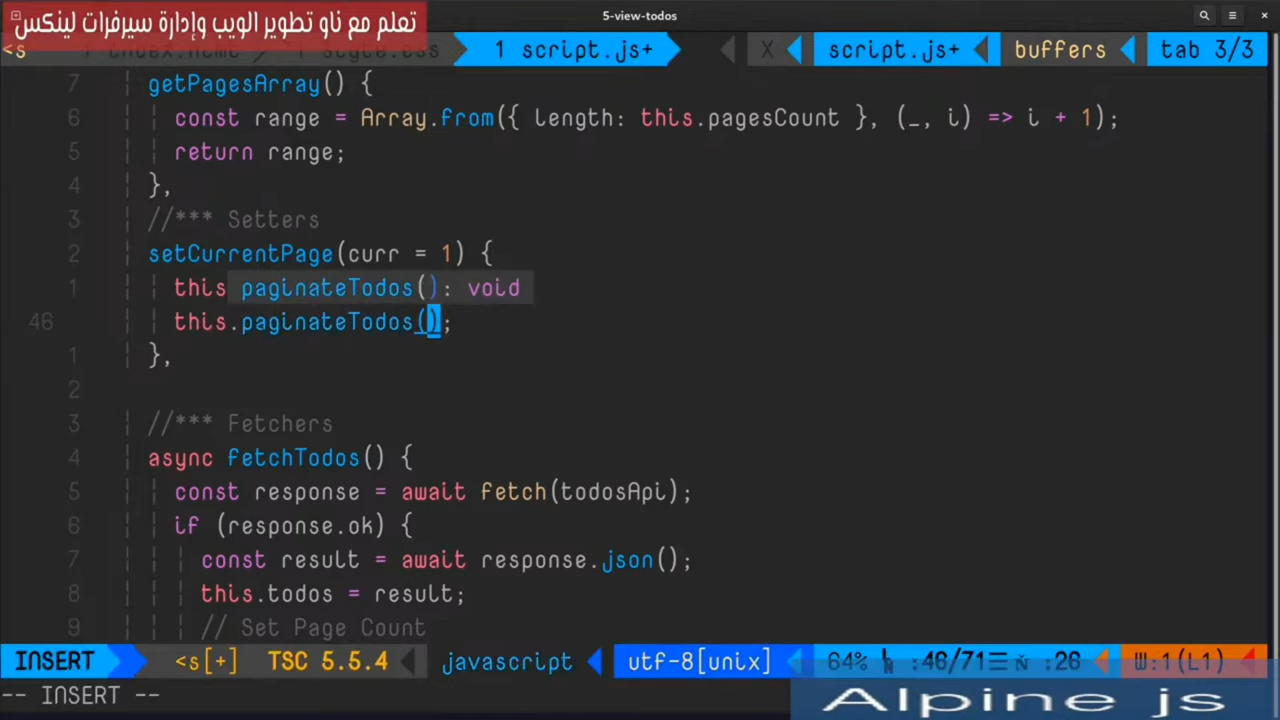 5-view-todos
تعلم مع ناو تطوير الويب وإدارة سيرفرات لينكس
<s style.css 1 script.js+ X script.js+ buffers tab 3/3
7 getPagesArray() {
6 const range = Array.from({ length: this.pagesCount }, (_, i) => i + 1);
5 return range;
4 },
3 //*** Setters
2 setCurrentPage(curr = 1) {
1 this paginateTodos(): void
46 this.paginateTodos();
1 },
2
3 //*** Fetchers
4 async fetchTodos() {
5 const response = await fetch(todosApi);
6 if (response.ok) {
7 const result = await response.json();
8 this.todos = result;
9 // Set Page Count
INSERT <s[+] TSC 5.5.4 javascript utf-8[unix] 64% :46/71 :26 W:1(L1)
-- INSERT --
Alpine js